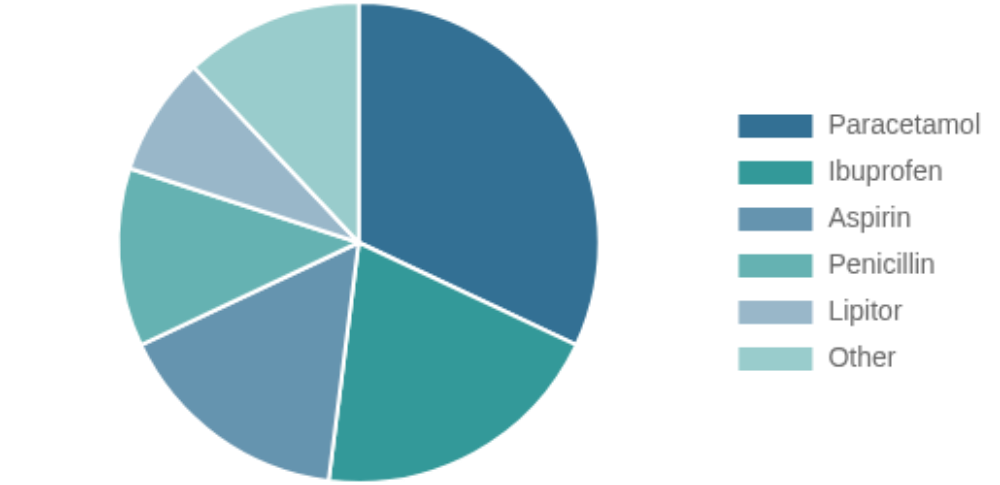 Paracetamol
Ibuprofen
Aspirin
Penicillin
Lipitor
Other